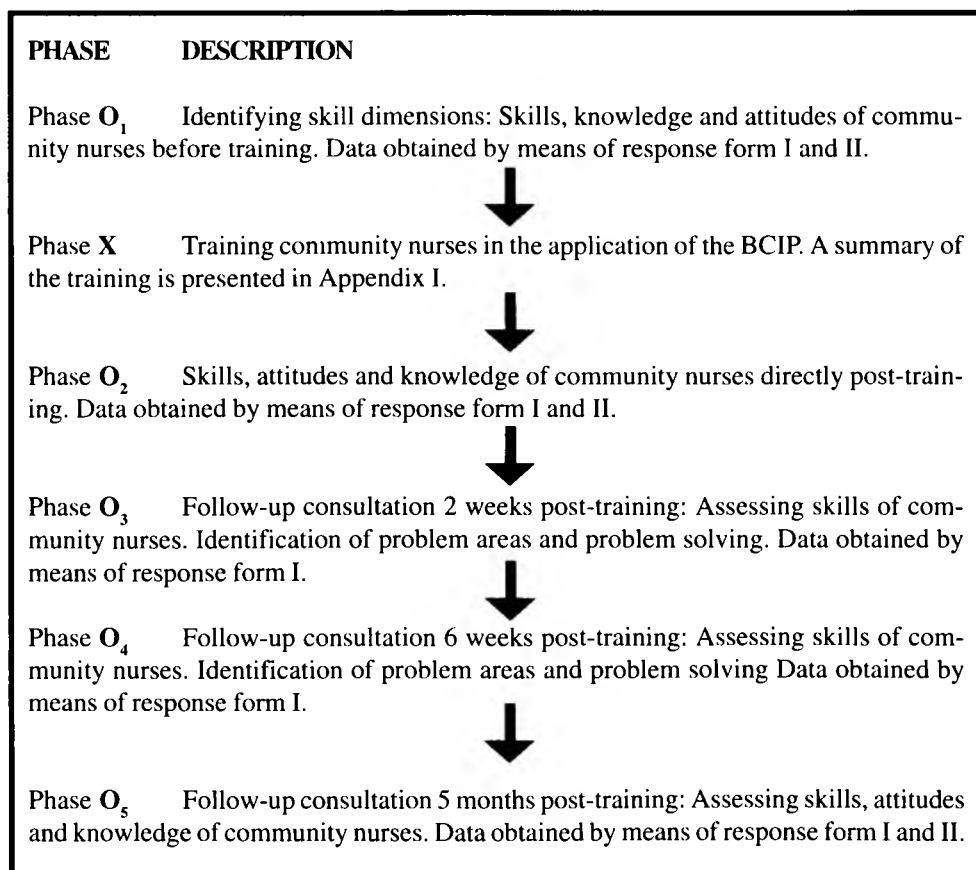 PHASE DESCRIPTION
Phase O1 Identifying skill dimensions: Skills, knowledge and attitudes of commu-
nity nurses before training. Data obtained by means of response form I and II.
Phase X Training community nurses in the application of the BCIP. A summary of
the training is presented in Appendix I.
Phase O2 Skills, attitudes and knowledge of community nurses directly post-train-
ing. Data obtained by means of response form I and II.
Phase O3 Follow-up consultation 2 weeks post-training: Assessing skills of com-
munity nurses. Identification of problem areas and problem solving. Data obtained by
means of response form I.
Phase O4 Follow-up consultation 6 weeks post-training: Assessing skills of com-
munity nurses. Identification of problem areas and problem solving Data obtained by
means of response form I.
Phase O5 Follow-up consultation 5 months post-training: Assessing skills, attitudes
and knowledge of community nurses. Data obtained by means of response form I and II.